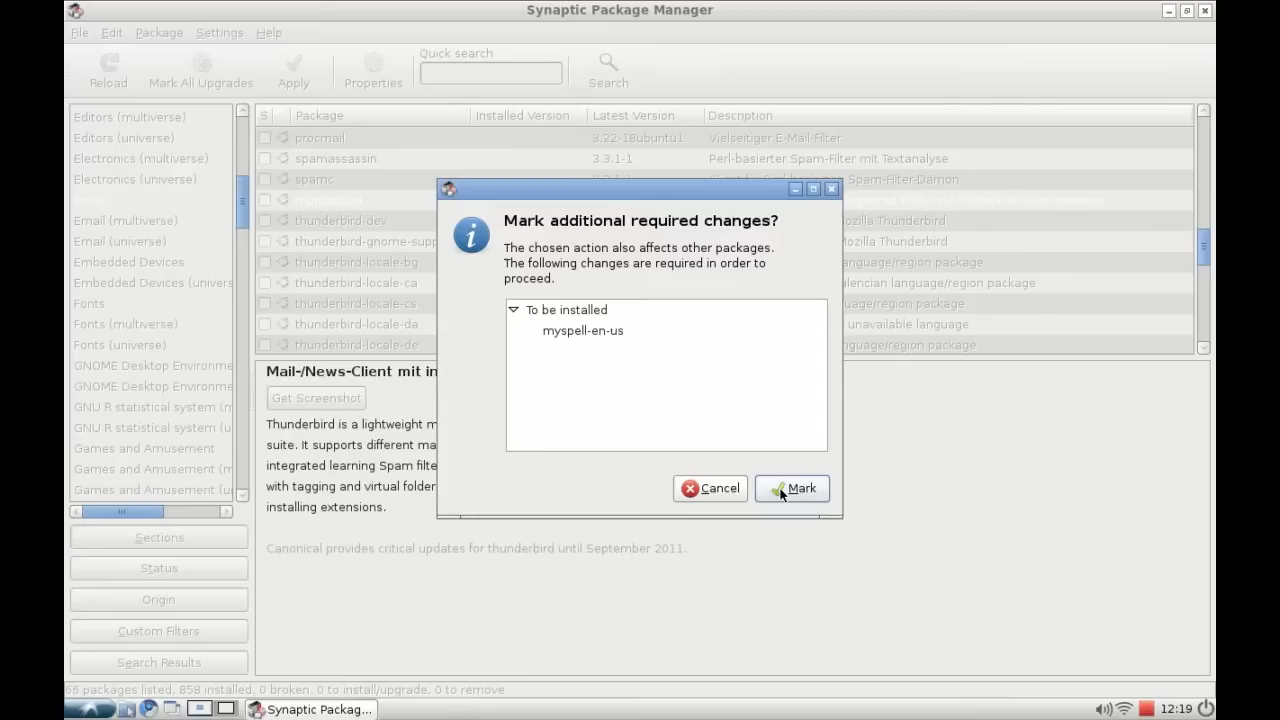 Synaptic Package Manager
File Edit Package Settings Help
Reload Mark All Upgrades Apply Properties Quick search Search
Editors (multiverse)
Editors (universe)
Electronics (multiverse)
Electronics (universe)
Email (multiverse)
Email (universe)
Embedded Devices
Embedded Devices (univers
Fonts
Fonts (multiverse)
Fonts (universe)
GNOME Desktop Environme
GNOME Desktop Environme
GNU R statistical system (m
GNU R statistical system (u
Games and Amusement
Games and Amusement (m
Games and Amusement (u
Sections
Status
Origin
Custom Filters
Search Results
S Package Installed Version Latest Version Description
procmail 3.22-18ubuntu1 Vielseitiger E-Mail-Filter
spamassassin 3.3.1-1 Perl-basierter Spam-Filter mit Textanalyse
spamc Spam-Filter-Dämon
thunderbird-dev ozilla Thunderbird
thunderbird-gnome-supp Mozilla Thunderbird
thunderbird-locale-bg anguage/region package
thunderbird-locale-ca alencian language/region package
thunderbird-locale-cs guage/region package
thunderbird-locale-da unavailable language.
thunderbird-locale-de guage/region package
Mark additional required changes?
The chosen action also affects other packages.
The following changes are required in order to
proceed.
To be installed
myspell-en-us
Cancel Mark
Mail-/News-Client mit in
Get Screenshot
Thunderbird is a lightweight m
suite. It supports different ma
integrated learning Spam filte
with tagging and virtual folder
installing extensions.
Canonical provides critical updates for thunderbird until September 2011.
66 packages listed, 858 installed, 0 broken. 0 to install/upgrade, 0 to remove
Synaptic Packag... 12:19